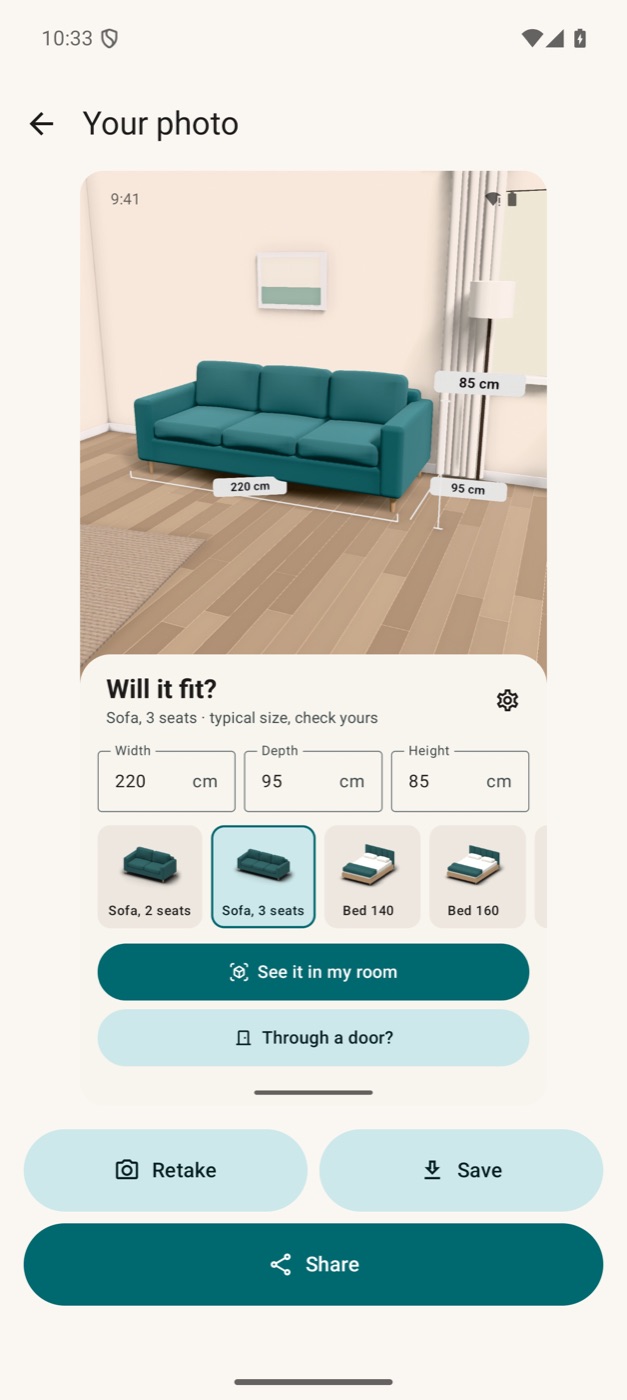 10:33
Your photo
9:41
85 cm
220 cm
95 cm
Will it fit?
Sofa, 3 seats · typical size, check yours
Width
Depth
Height
220 cm
95 cm
85 cm
Sofa, 2 seats
Sofa, 3 seats
Bed 140
Bed 160
See it in my room
Through a door?
Retake
Save
Share